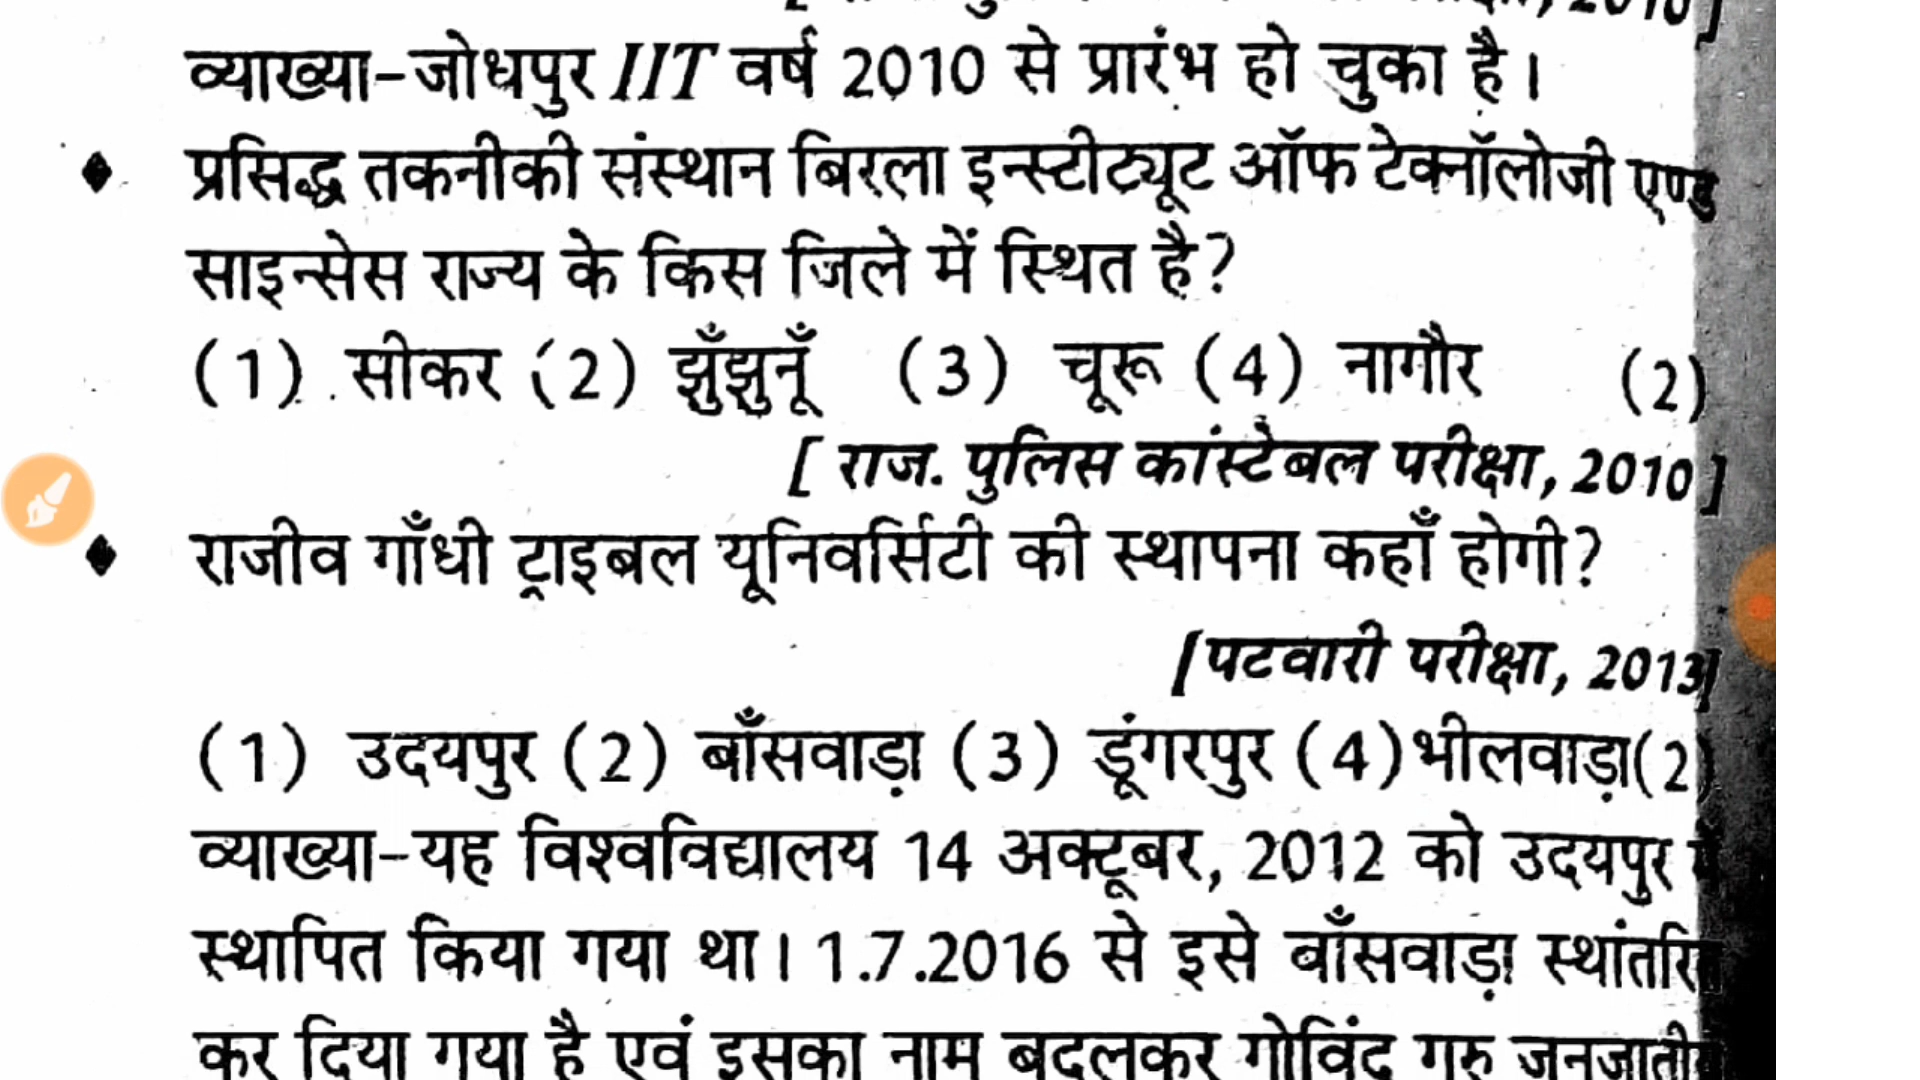 व्याख्या-जोधपुर IIT वर्ष 2010 से प्रारंभ हो चुका है।
♦ प्रसिद्ध तकनीकी संस्थान बिरला इन्स्टीट्यूट ऑफ टेक्नॉलोजी एण्ड
साइन्सेस राज्य के किस जिले में स्थित है?
(1) सीकर (2) झुँझुनूँ (3) चूरू (4) नागौर (2)
[ राज. पुलिस कांस्टेबल परीक्षा, 2010 ]
♦ राजीव गाँधी ट्राइबल यूनिवर्सिटी की स्थापना कहाँ होगी?
[पटवारी परीक्षा, 2013]
(1) उदयपुर (2) बाँसवाड़ा (3) डूंगरपुर (4) भीलवाड़ा (2)
व्याख्या-यह विश्वविद्यालय 14 अक्टूबर, 2012 को उदयपुर में
स्थापित किया गया था। 1.7.2016 से इसे बाँसवाड़ा
कर दिया गया है एवं इसका नाम बदलकर गोविंद गुरु